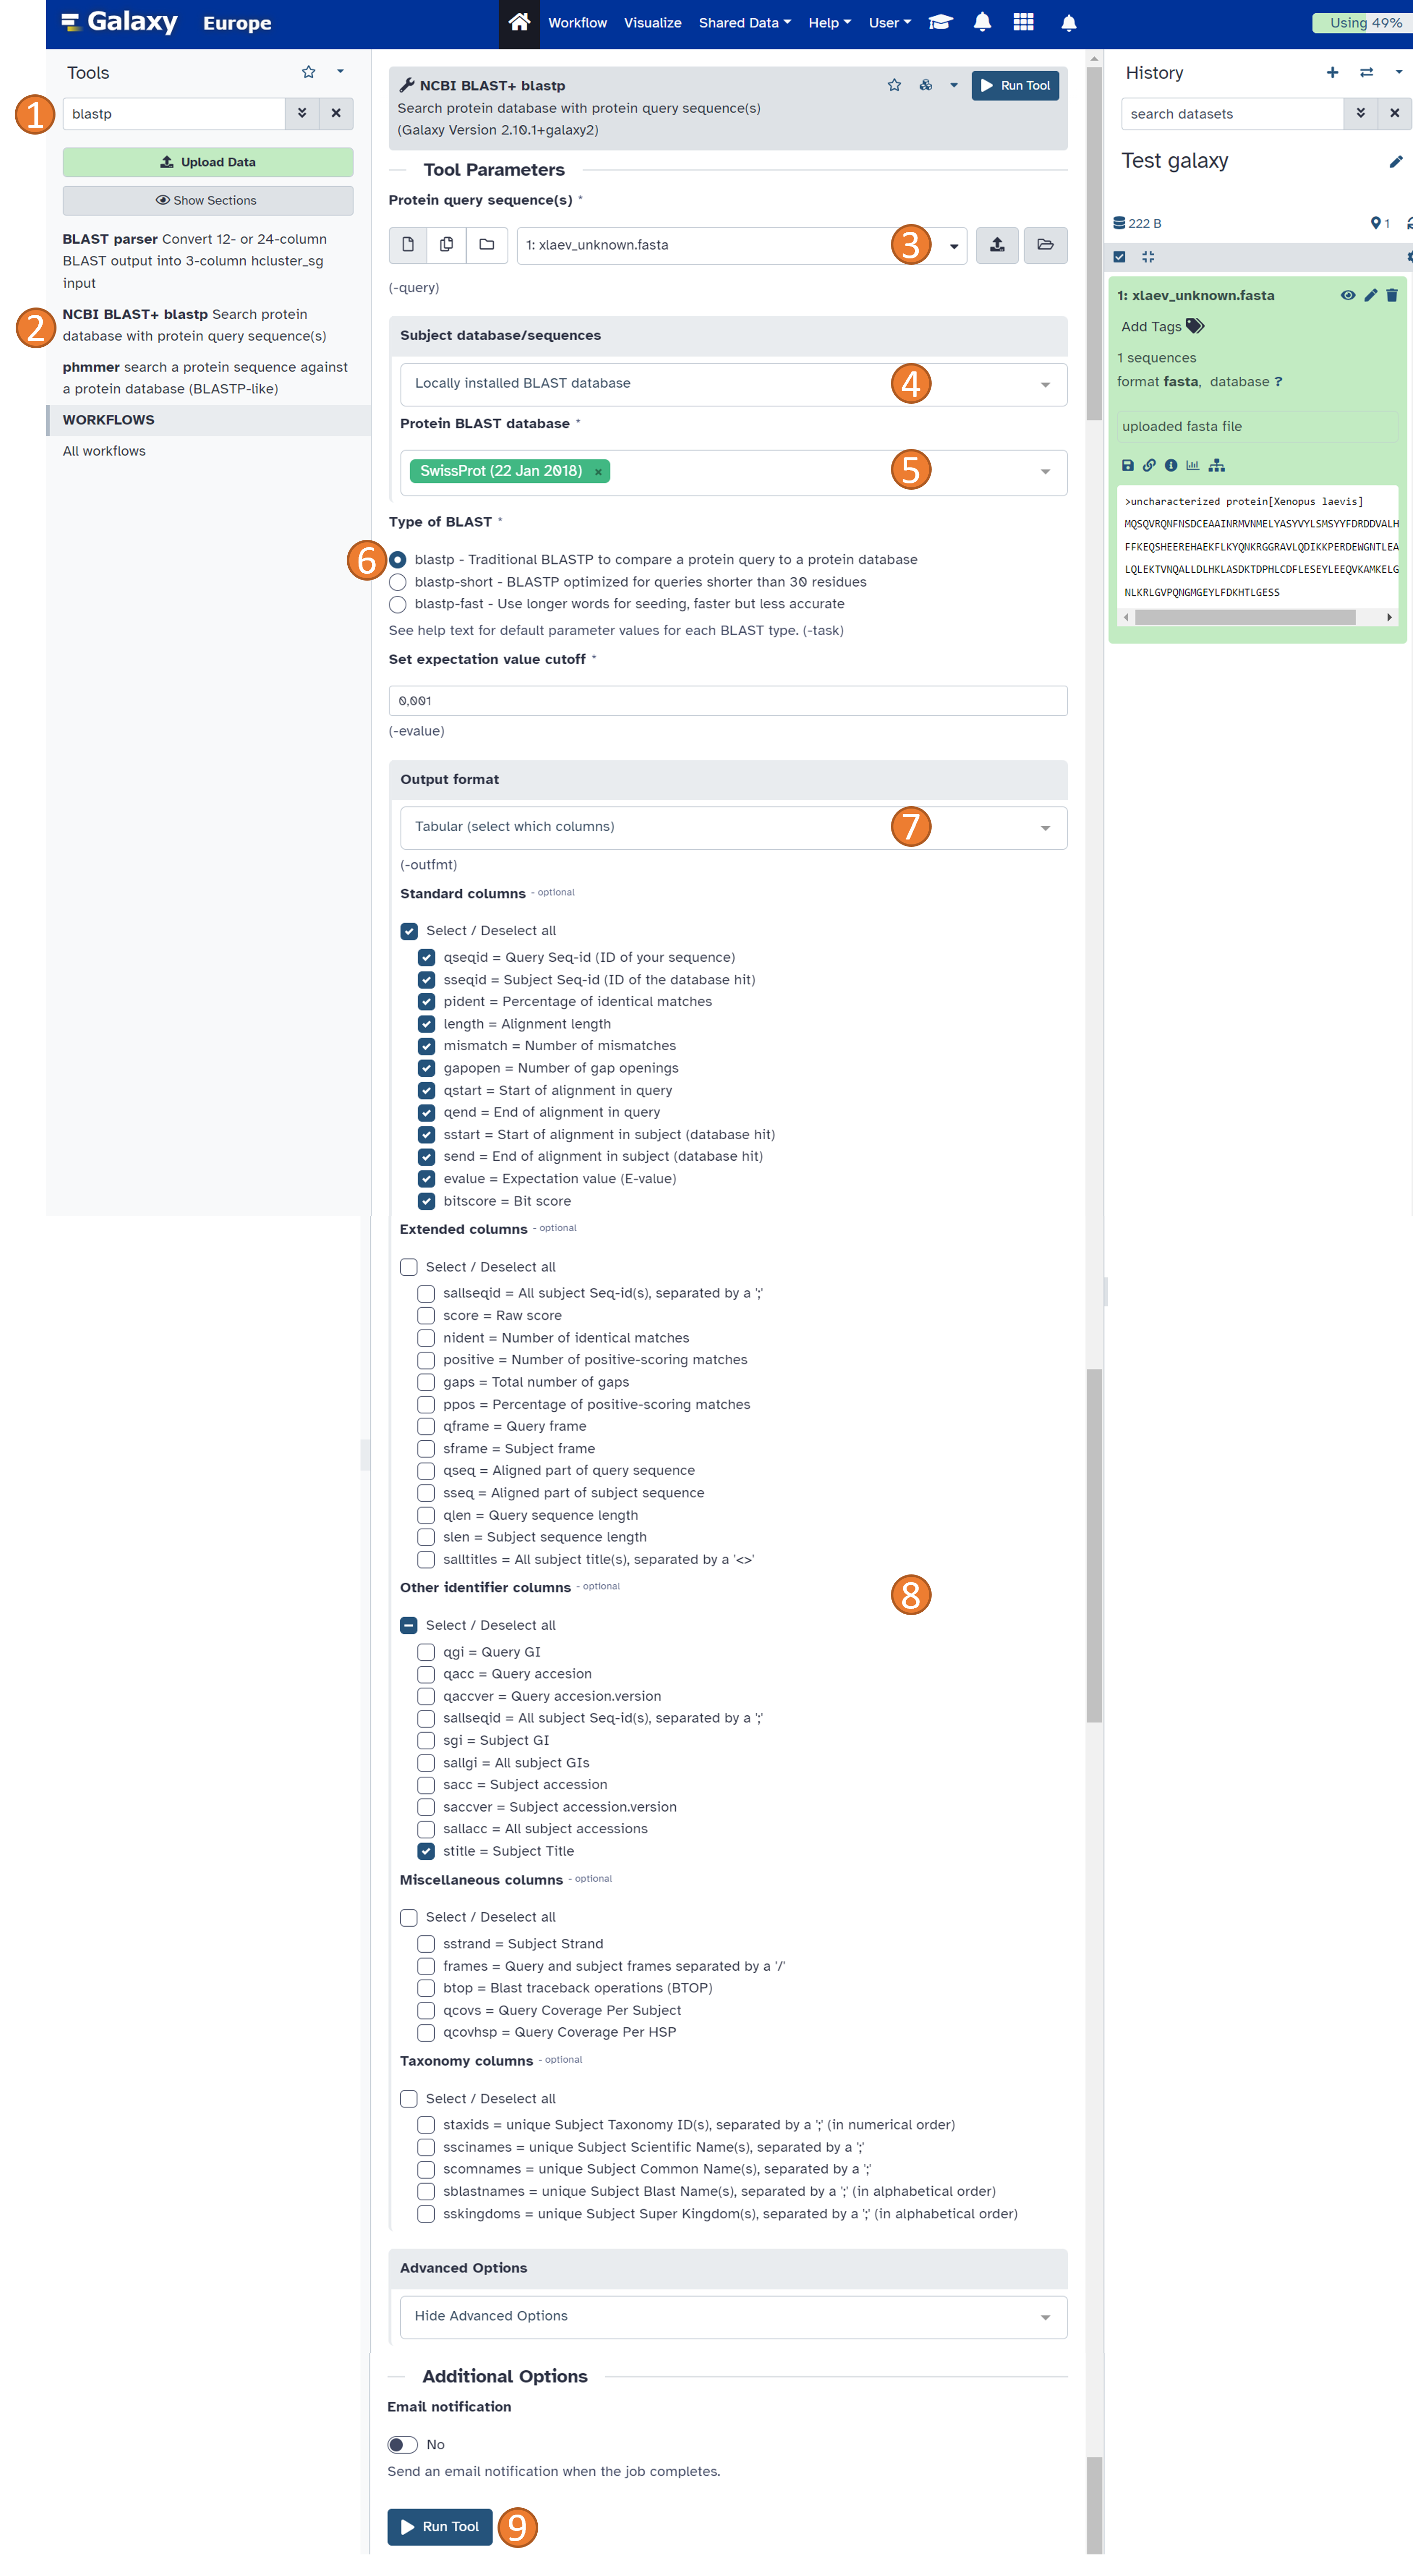 Galaxy Europe
Workflow Visualize Shared Data Help User
Using 49%
Tools
1
blastp
Upload Data
Show Sections
BLAST parser Convert 12- or 24-column
BLAST output into 3-column hcluster_sg
input
2
NCBI BLAST+ blastp Search protein
database with protein query sequence(s)
phmmer search a protein sequence against
a protein database (BLASTP-like)
WORKFLOWS
All workflows
NCBI BLAST+ blastp
Run Tool
Search protein database with protein query sequence(s)
(Galaxy Version 2.10.1+galaxy2)
Tool Parameters
Protein query sequence(s) *
1: xlaev_unknown.fasta
3
(-query)
Subject database/sequences
Locally installed BLAST database
4
Protein BLAST database *
SwissProt (22 Jan 2018) ×
5
Type of BLAST *
6
blastp - Traditional BLASTP to compare a protein query to a protein database
blastp-short - BLASTP optimized for queries shorter than 30 residues
blastp-fast - Use longer words for seeding, faster but less accurate
See help text for default parameter values for each BLAST type. (-task)
Set expectation value cutoff *
0,001
(-evalue)
Output format
Tabular (select which columns)
7
(-outfmt)
Standard columns - optional
Select / Deselect all
qseqid = Query Seq-id (ID of your sequence)
sseqid = Subject Seq-id (ID of the database hit)
pident = Percentage of identical matches
length = Alignment length
mismatch = Number of mismatches
gapopen = Number of gap openings
qstart = Start of alignment in query
qend = End of alignment in query
sstart = Start of alignment in subject (database hit)
send = End of alignment in subject (database hit)
evalue = Expectation value (E-value)
bitscore = Bit score
Extended columns - optional
Select / Deselect all
sallseqid = All subject Seq-id(s), separated by a ';'
score = Raw score
nident = Number of identical matches
positive = Number of positive-scoring matches
gaps = Total number of gaps
ppos = Percentage of positive-scoring matches
qframe = Query frame
sframe = Subject frame
qseq = Aligned part of query sequence
sseq = Aligned part of subject sequence
qlen = Query sequence length
slen = Subject sequence length
salltitles = All subject title(s), separated by a '<>'
Other identifier columns - optional
8
Select / Deselect all
qgi = Query GI
qacc = Query accesion
qaccver = Query accesion.version
sallseqid = All subject Seq-id(s), separated by a ';'
sgi = Subject GI
sallgi = All subject GIs
sacc = Subject accession
saccver = Subject accession.version
sallacc = All subject accessions
stitle = Subject Title
Miscellaneous columns - optional
Select / Deselect all
sstrand = Subject Strand
frames = Query and subject frames separated by a '/'
btop = Blast traceback operations (BTOP)
qcovs = Query Coverage Per Subject
qcovhsp = Query Coverage Per HSP
Taxonomy columns - optional
Select / Deselect all
staxids = unique Subject Taxonomy ID(s), separated by a ';' (in numerical order)
sscinames = unique Subject Scientific Name(s), separated by a ';'
scomnames = unique Subject Common Name(s), separated by a ';'
sblastnames = unique Subject Blast Name(s), separated by a ';' (in alphabetical order)
sskingdoms = unique Subject Super Kingdom(s), separated by a ';' (in alphabetical order)
Advanced Options
Hide Advanced Options
Additional Options
Email notification
No
Send an email notification when the job completes.
Run Tool
9
History
search datasets
Test galaxy
222 B
1
1: xlaev_unknown.fasta
Add Tags
1 sequences
format fasta, database ?
uploaded fasta file
>uncharacterized protein[Xenopus laevis]
MQSQVRQNFNSDCEAAINRMVNMELYASYVYLSMSYYFDRDDVALH
FFKEQSHEEREHAEKFLKYQNKRGGRAVLQDIKKPERDEWGNTLEA
LQLEKTVNQALLDLHKLASDKTDPHLCDFLESEYLEEQVKAMKELG
NLKRLGVPQNGMGEYLFDKHTLGESS